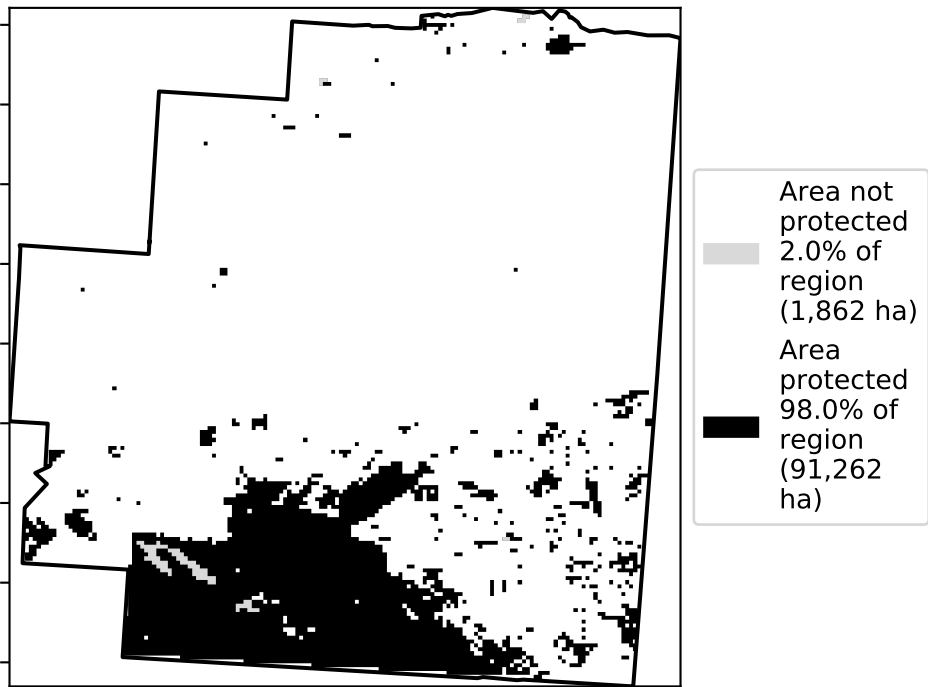 Area not
protected
2.0% of
region
(1,862 ha)
Area
protected
98.0% of
region
(91,262
ha)